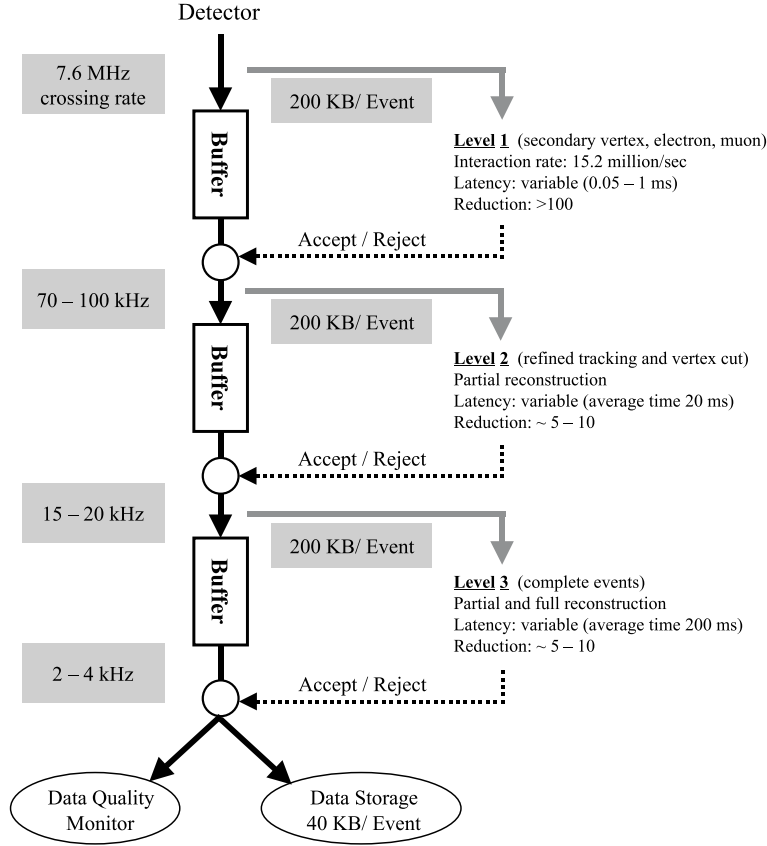 Detector
7.6 MHz
crossing rate
200 KB/ Event
Buffer
Level 1 (secondary vertex, electron, muon)
Interaction rate: 15.2 million/sec
Latency: variable (0.05 – 1 ms)
Reduction: >100
Accept / Reject
70 – 100 kHz
200 KB/ Event
Buffer
Level 2 (refined tracking and vertex cut)
Partial reconstruction
Latency: variable (average time 20 ms)
Reduction: ~ 5 – 10
Accept / Reject
15 – 20 kHz
200 KB/ Event
Buffer
Level 3 (complete events)
Partial and full reconstruction
Latency: variable (average time 200 ms)
Reduction: ~ 5 – 10
2 – 4 kHz
Accept / Reject
Data Quality
Monitor
Data Storage
40 KB/ Event